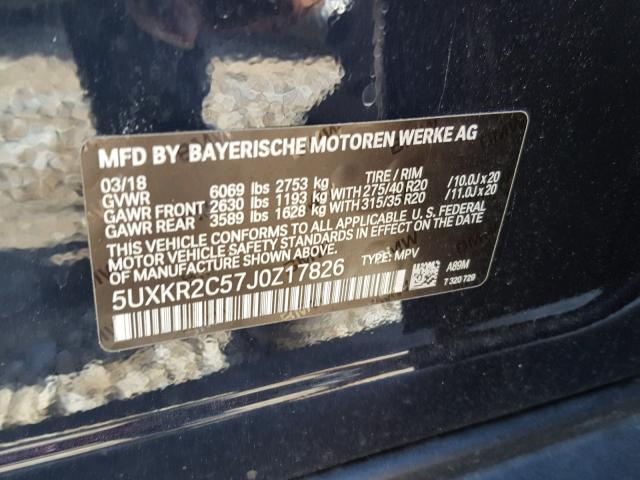 MFD BY BAYERISCHE MOTOREN WERKE AG
03/18 TIRE / RIM
GVWR 6069 lbs 2753 kg
GAWR FRONT 2630 lbs 1193 kg WITH 275/40 R20 /10.0J x 20
GAWR REAR 3589 lbs 1628 kg WITH 315/35 R20 /11.0J x 20
THIS VEHICLE CONFORMS TO ALL APPLICABLE U. S. FEDERAL
MOTOR VEHICLE SAFETY STANDARDS IN EFFECT ON THE DATE
OF MANUFACTURE SHOWN ABOVE.
5UXKR2C57J0Z17826 TYPE: MPV A89M
7 320 729